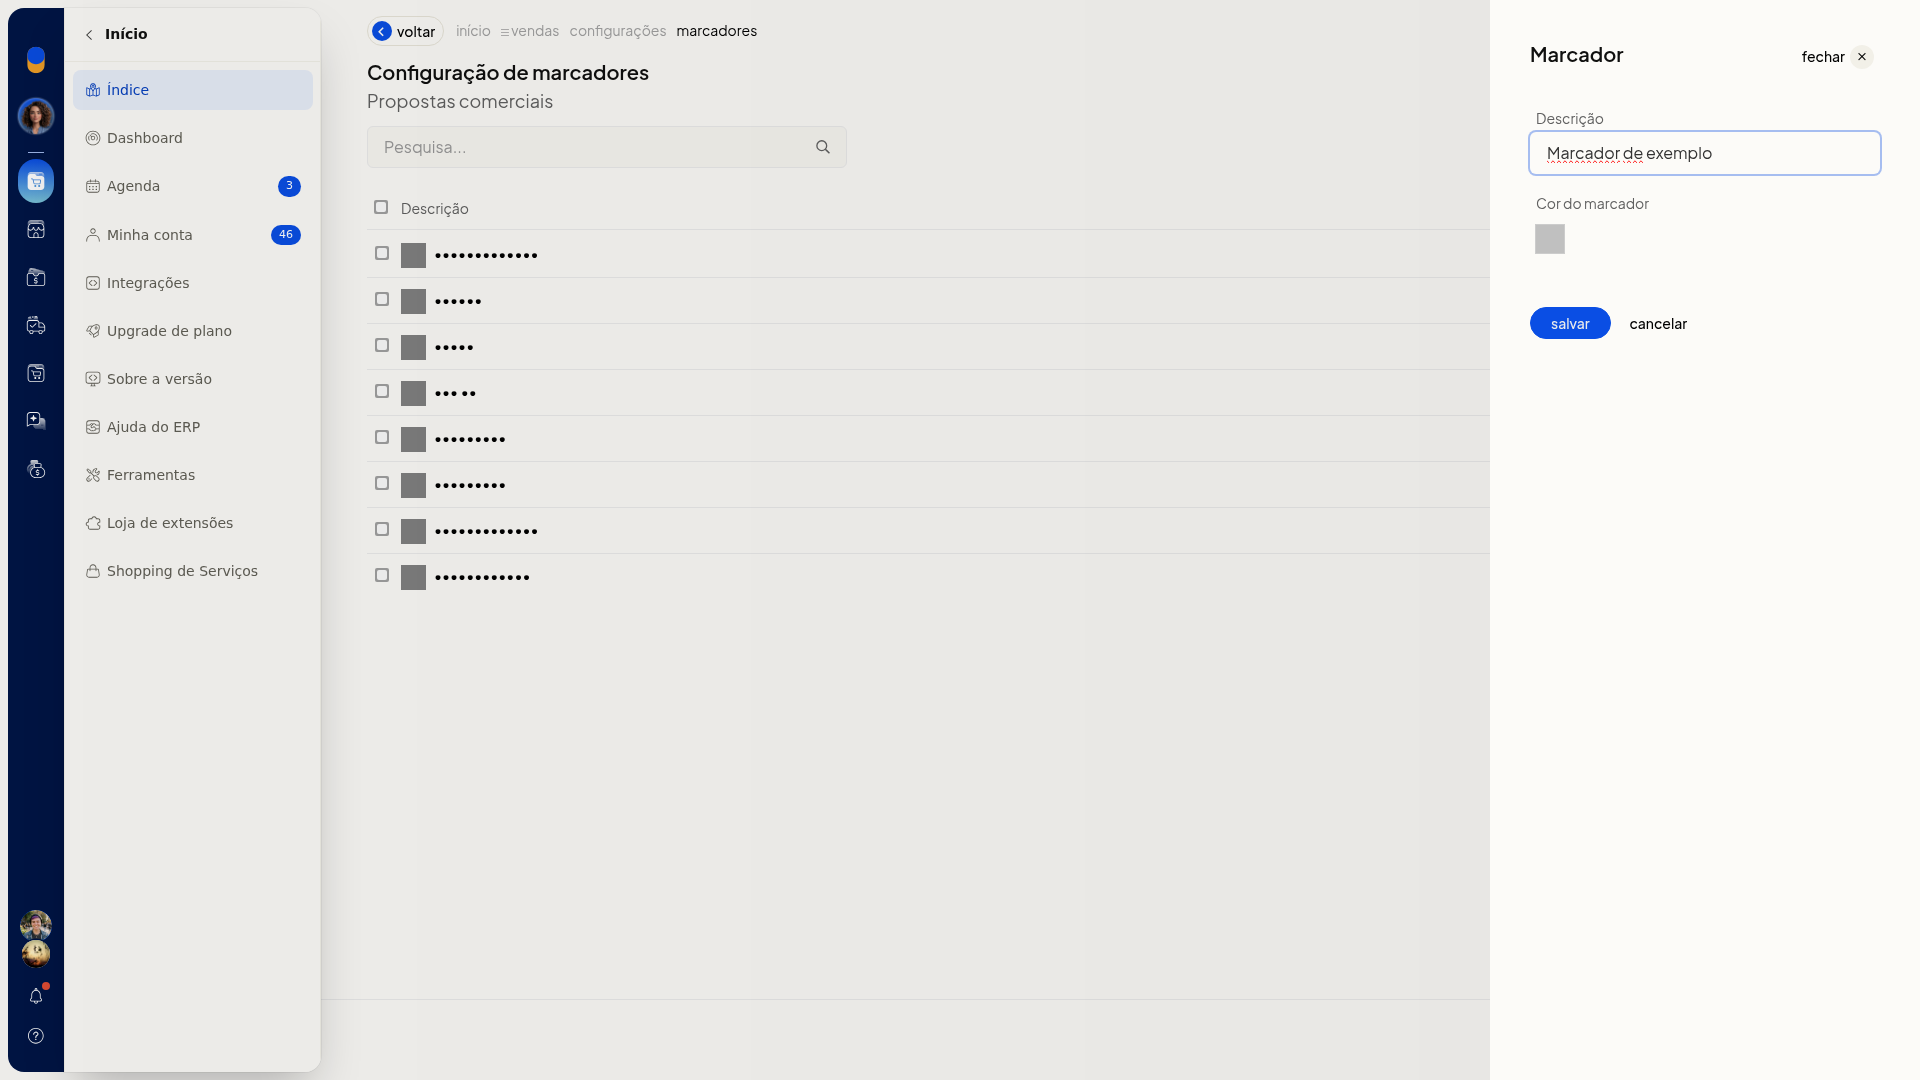 Início
Índice
Dashboard
Agenda 3
Minha conta 46
Integrações
Upgrade de plano
Sobre a versão
Ajuda do ERP
Ferramentas
Loja de extensões
Shopping de Serviços
voltar início vendas configurações marcadores
Configuração de marcadores
Propostas comerciais
Pesquisa...
Descrição
•••••••••••••
••••••
•••••
••• ••
•••••••••
•••••••••
•••••••••••••
••••••••••••
Marcador fechar
Descrição
Marcador de exemplo
Cor do marcador
salvar cancelar